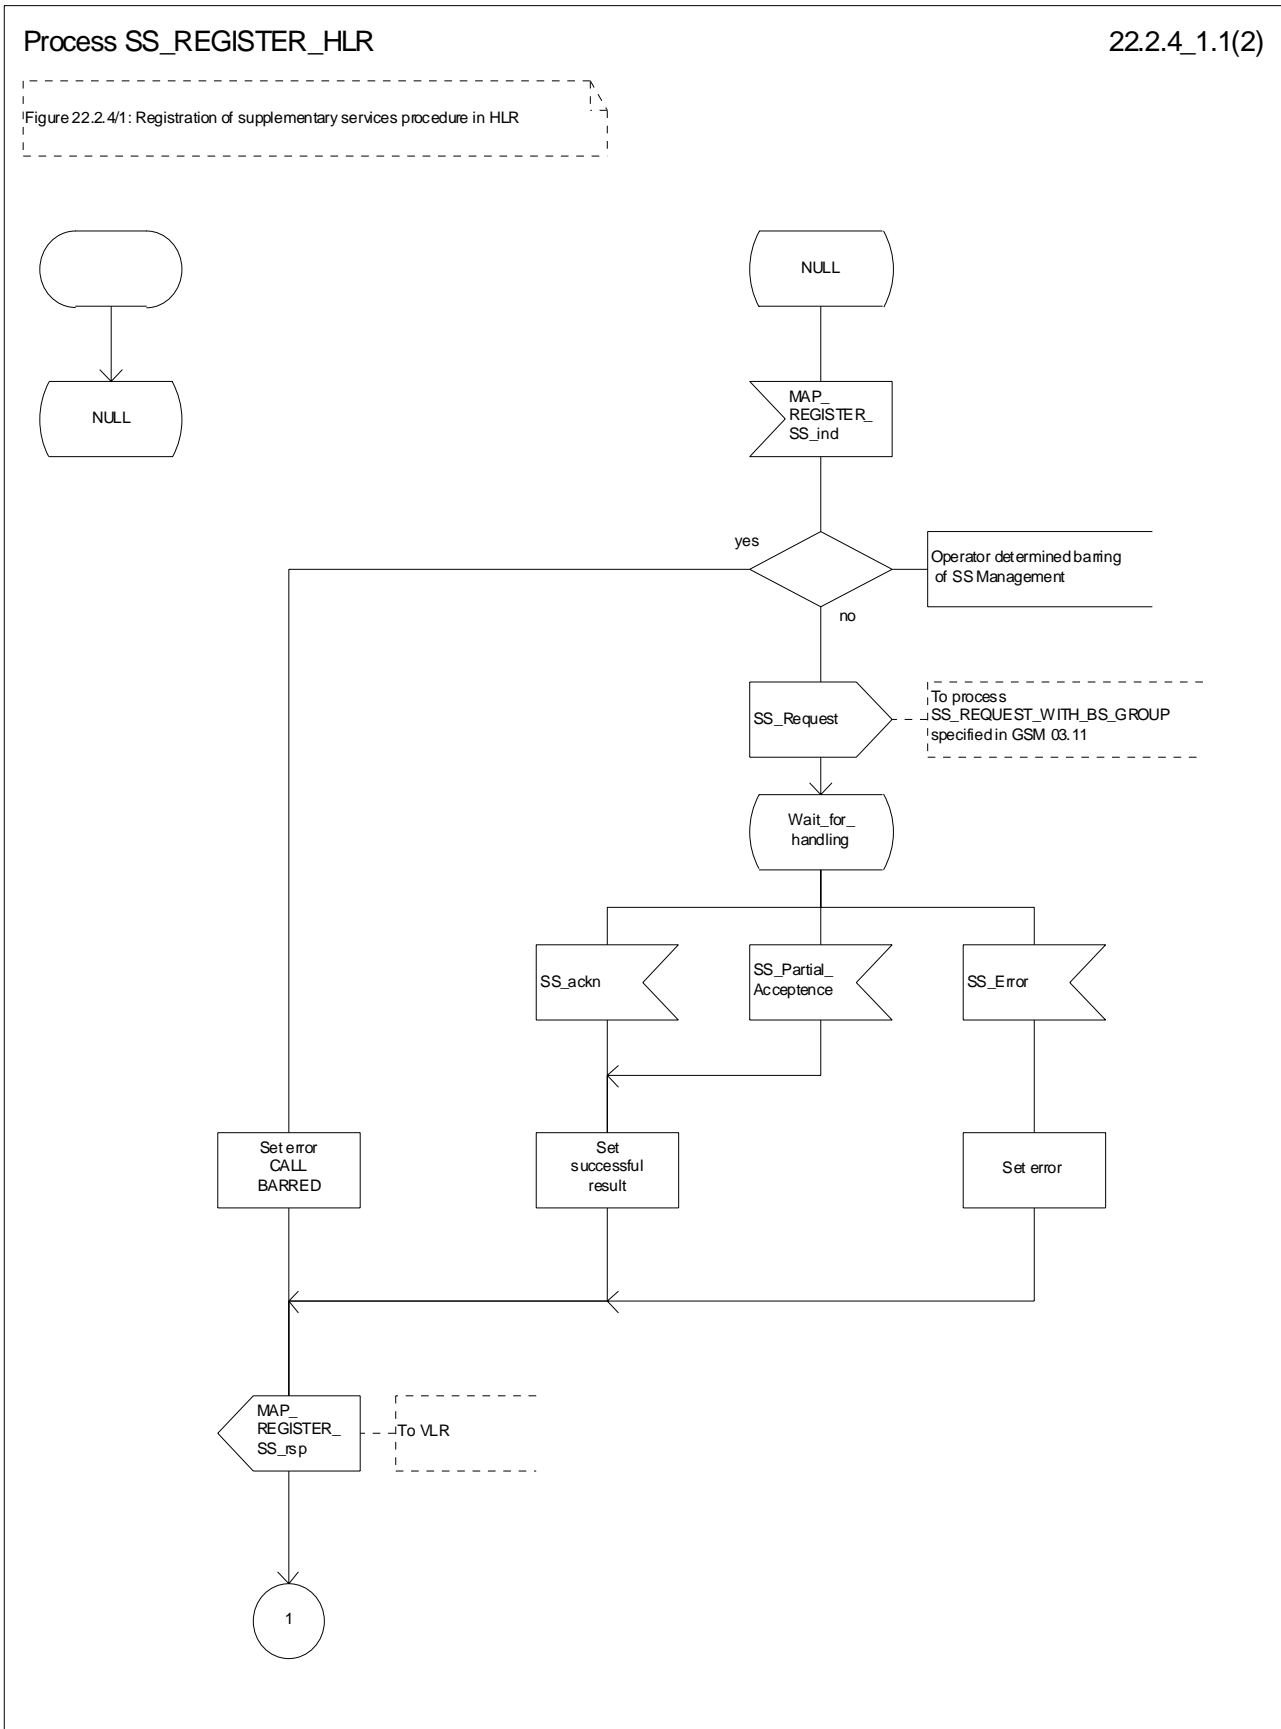 Process SS_REGISTER_HLR
22.2.4_1.1(2)
Figure 22.2.4/1: Registration of supplementary services procedure in HLR
NULL
NULL
MAP_
REGISTER_
SS_ind
yes
Operator determined barring
of SS Management
no
SS_Request
To process
SS_REQUEST_WITH_BS_GROUP
specified in GSM 03.11
Wait_for_
handling
SS_ackn
SS_Partial_
Acceptence
SS_Error
Set error
CALL
BARRED
Set
successful
result
Set error
MAP_
REGISTER_
SS_rsp
To VLR
1